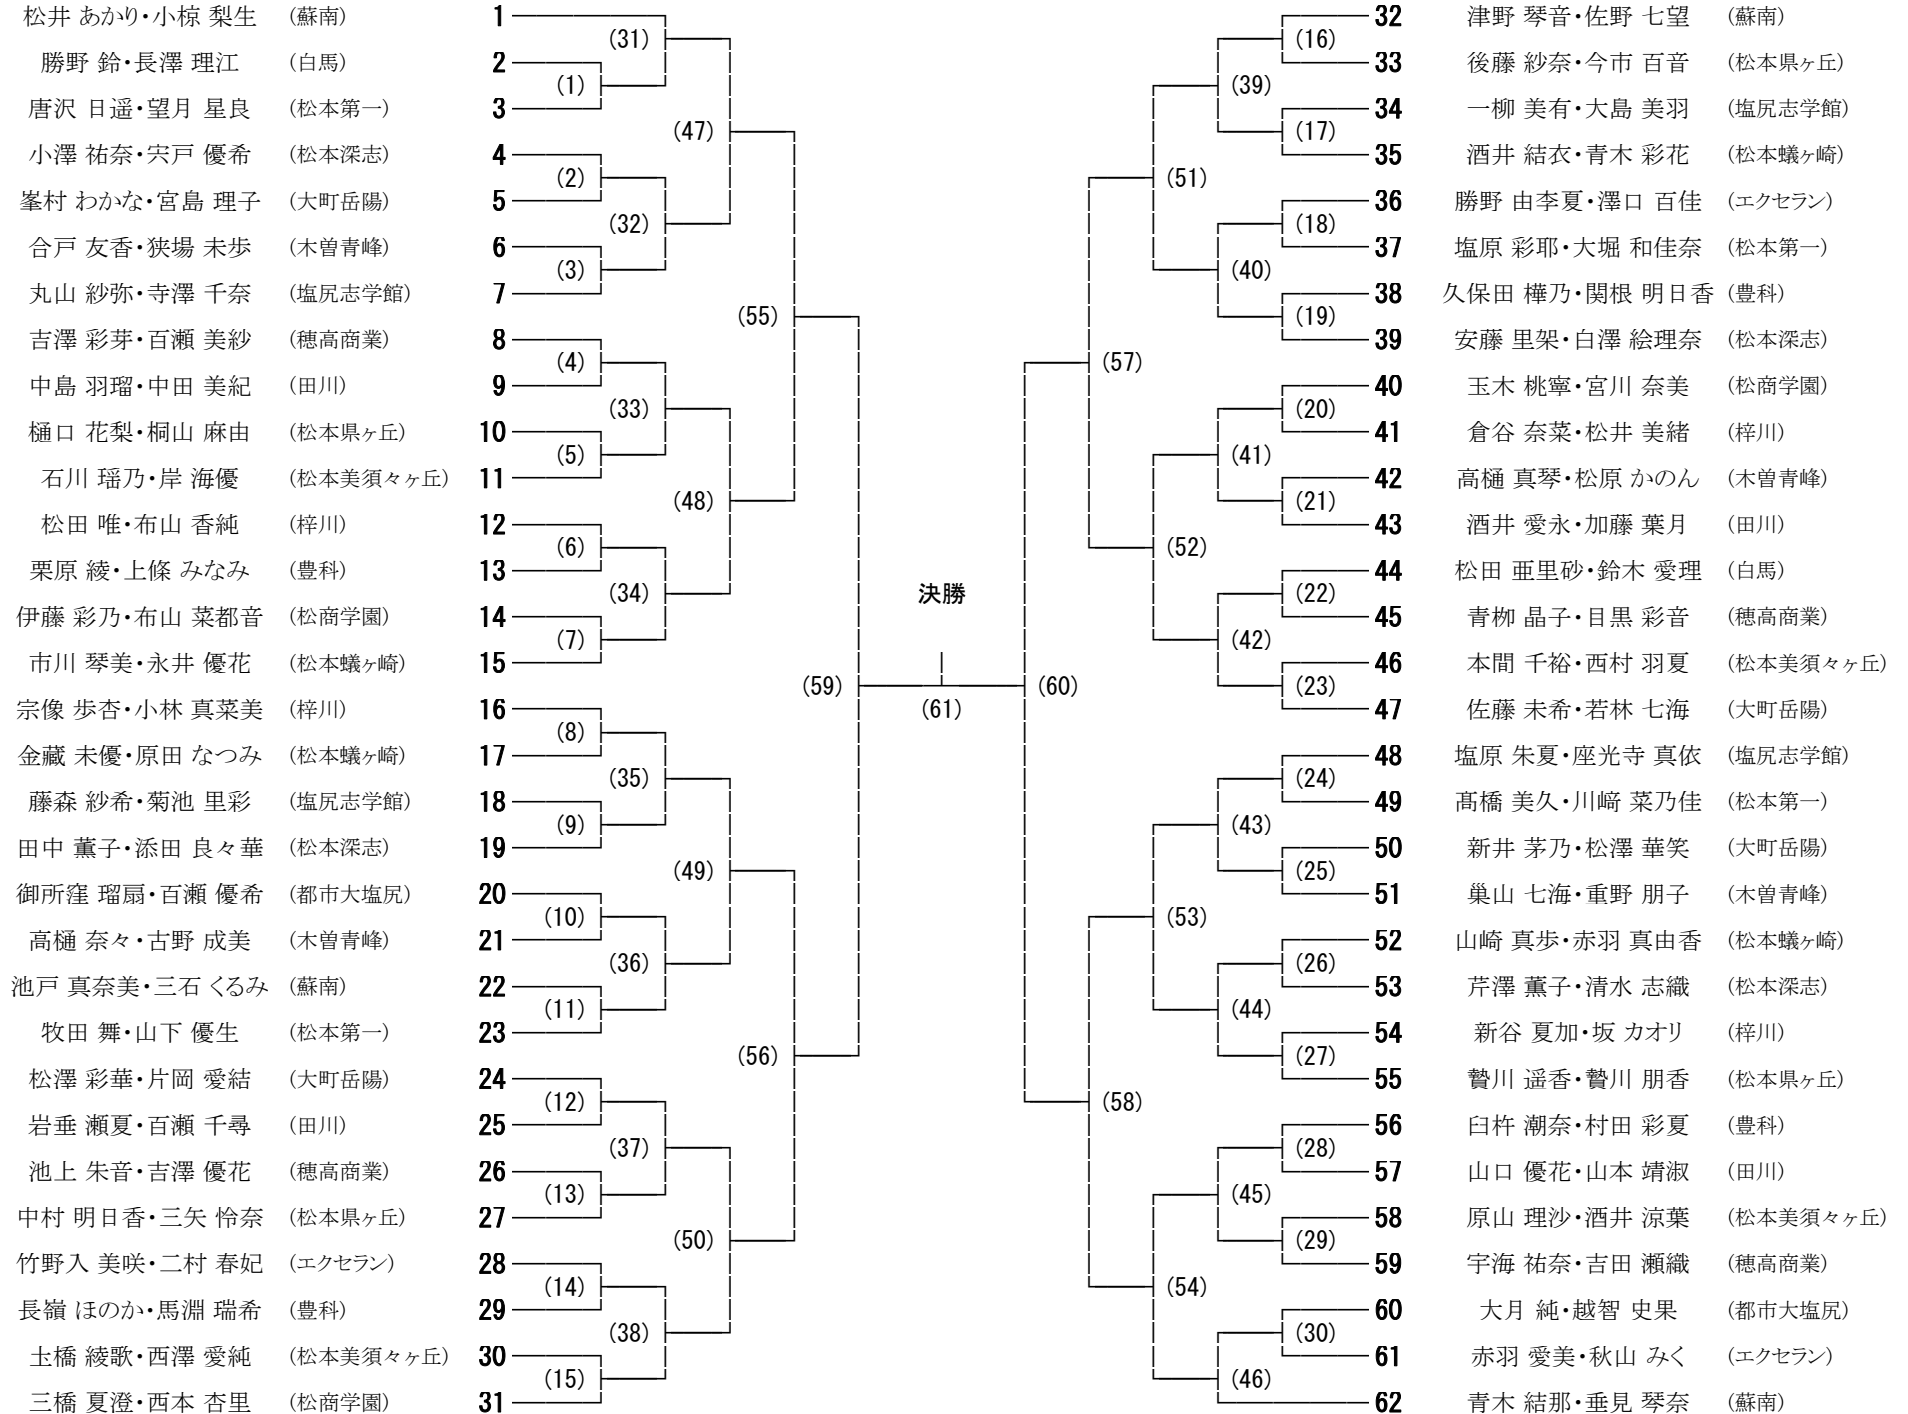 松井 あかり・小椋 梨生 (蘇南) 1
勝野 鈴・長澤 理江 (白馬) 2
唐沢 日遥・望月 星良 (松本第一) 3
小澤 祐奈・宍戸 優希 (松本深志) 4
峯村 わかな・宮島 理子 (大町岳陽) 5
合戸 友香・狭場 未歩 (木曽青峰) 6
丸山 紗弥・寺澤 千奈 (塩尻志学館) 7
吉澤 彩芽・百瀬 美紗 (穂高商業) 8
中島 羽瑠・中田 美紀 (田川) 9
樋口 花梨・桐山 麻由 (松本県ヶ丘) 10
石川 瑶乃・岸 海優 (松本美須々ヶ丘) 11
松田 唯・布山 香純 (梓川) 12
栗原 綾・上條 みなみ (豊科) 13
伊藤 彩乃・布山 菜都音 (松商学園) 14
市川 琴美・永井 優花 (松本蟻ヶ崎) 15
宗像 歩杏・小林 真菜美 (梓川) 16
金藏 未優・原田 なつみ (松本蟻ヶ崎) 17
藤森 紗希・菊池 里彩 (塩尻志学館) 18
田中 薫子・添田 良々華 (松本深志) 19
御所窪 瑠扇・百瀬 優希 (都市大塩尻) 20
高樋 奈々・古野 成美 (木曽青峰) 21
池戸 真奈美・三石 くるみ (蘇南) 22
牧田 舞・山下 優生 (松本第一) 23
松澤 彩華・片岡 愛結 (大町岳陽) 24
岩垂 瀬夏・百瀬 千尋 (田川) 25
池上 朱音・吉澤 優花 (穂高商業) 26
中村 明日香・三矢 怜奈 (松本県ヶ丘) 27
竹野入 美咲・二村 春妃 (エクセラン) 28
長嶺 ほのか・馬淵 瑞希 (豊科) 29
圡橋 綾歌・西澤 愛純 (松本美須々ヶ丘) 30
三橋 夏澄・西本 杏里 (松商学園) 31
(1)
(2)
(3)
(4)
(5)
(6)
(7)
(8)
(9)
(10)
(11)
(12)
(13)
(14)
(15)
(31)
(32)
(33)
(34)
(35)
(36)
(37)
(38)
(47)
(48)
(49)
(50)
(55)
(56)
(59)
決勝
(61)
(60)
(57)
(58)
(51)
(52)
(53)
(54)
(39)
(40)
(41)
(42)
(43)
(44)
(45)
(46)
(16)
(17)
(18)
(19)
(20)
(21)
(22)
(23)
(24)
(25)
(26)
(27)
(28)
(29)
(30)
32 津野 琴音・佐野 七望 (蘇南)
33 後藤 紗奈・今市 百音 (松本県ヶ丘)
34 一柳 美有・大島 美羽 (塩尻志学館)
35 酒井 結衣・青木 彩花 (松本蟻ヶ崎)
36 勝野 由李夏・澤口 百佳 (エクセラン)
37 塩原 彩耶・大堀 和佳奈 (松本第一)
38 久保田 樺乃・関根 明日香 (豊科)
39 安藤 里架・白澤 絵理奈 (松本深志)
40 玉木 桃寧・宮川 奈美 (松商学園)
41 倉谷 奈菜・松井 美緒 (梓川)
42 高樋 真琴・松原 かのん (木曽青峰)
43 酒井 愛永・加藤 葉月 (田川)
44 松田 亜里砂・鈴木 愛理 (白馬)
45 青栁 晶子・目黒 彩音 (穂高商業)
46 本間 千裕・西村 羽夏 (松本美須々ヶ丘)
47 佐藤 未希・若林 七海 (大町岳陽)
48 塩原 朱夏・座光寺 真依 (塩尻志学館)
49 髙橋 美久・川﨑 菜乃佳 (松本第一)
50 新井 茅乃・松澤 華笑 (大町岳陽)
51 巢山 七海・重野 朋子 (木曽青峰)
52 山崎 真歩・赤羽 真由香 (松本蟻ヶ崎)
53 芹澤 薫子・清水 志織 (松本深志)
54 新谷 夏加・坂 カオリ (梓川)
55 贄川 遥香・贄川 朋香 (松本県ヶ丘)
56 臼杵 潮奈・村田 彩夏 (豊科)
57 山口 優花・山本 靖淑 (田川)
58 原山 理沙・酒井 涼葉 (松本美須々ヶ丘)
59 宇海 祐奈・吉田 瀬織 (穂高商業)
60 大月 純・越智 史果 (都市大塩尻)
61 赤羽 愛美・秋山 みく (エクセラン)
62 青木 結那・垂見 琴奈 (蘇南)